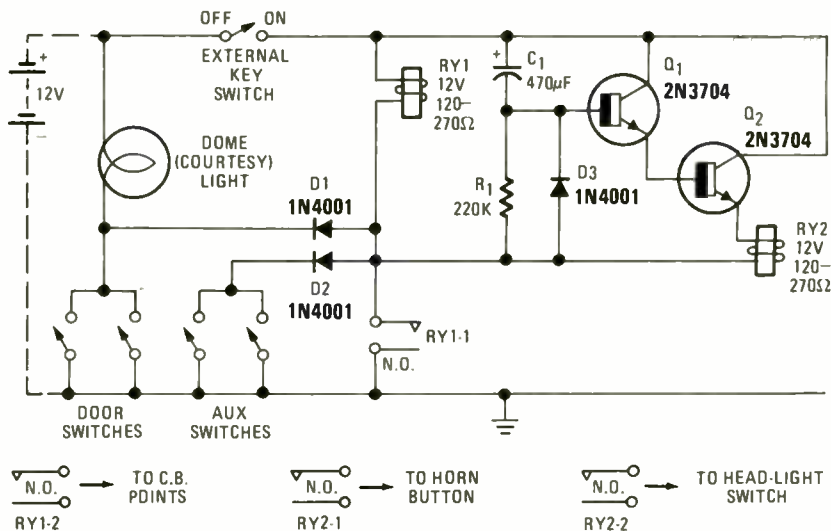 OFF ON
EXTERNAL
KEY
SWITCH
+
12V
−
DOME
(COURTESY)
LIGHT
D1
1N4001
D2
1N4001
RY1
12V
120–
270Ω
+
C1
470µF
R1
220K
D3
1N4001
Q1
2N3704
Q2
2N3704
RY2
12V
120–
270Ω
RY1-1
N.O.
DOOR
SWITCHES
AUX
SWITCHES
N.O.
RY1-2
TO C.B.
PDINTS
N.O.
RY2-1
TO HORN
BUTTON
N.O.
RY2-2
TO HEAD-LIGHT
SWITCH